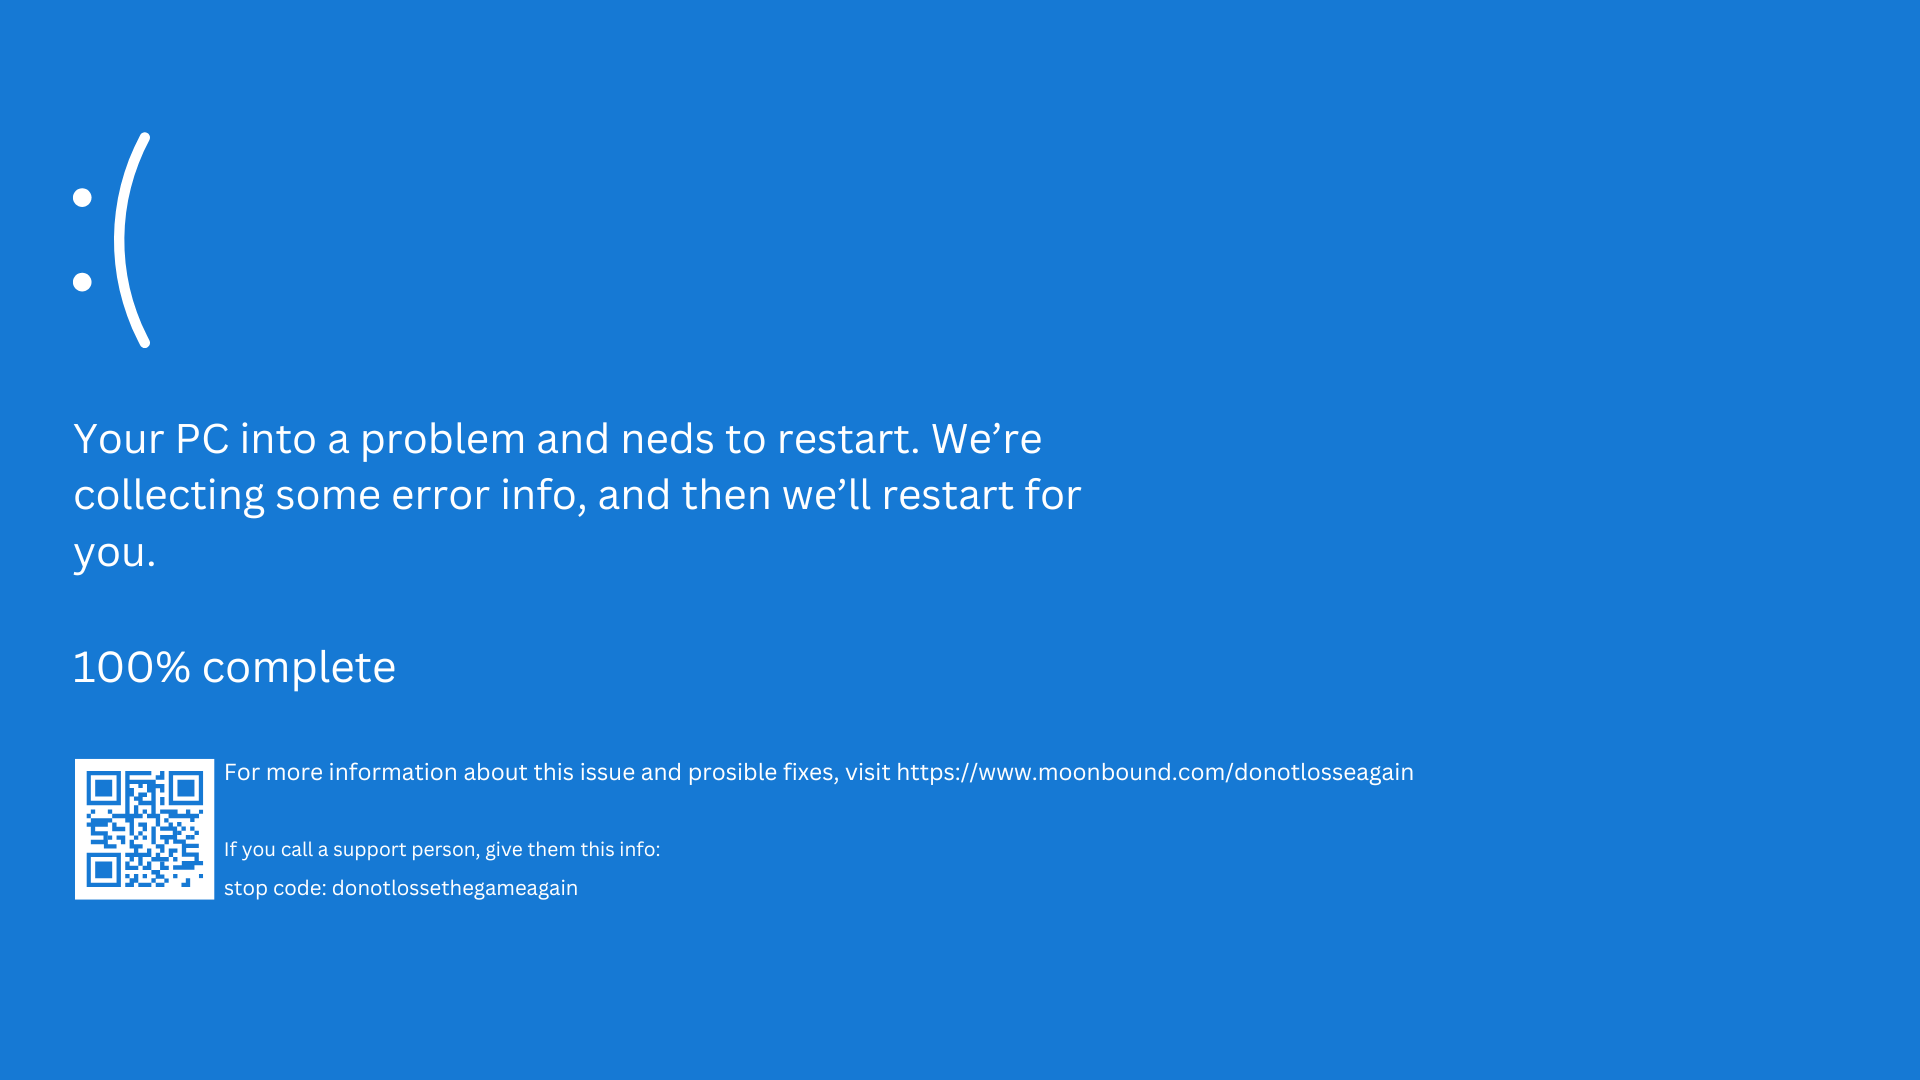 :(
Your PC into a problem and neds to restart. We’re
collecting some error info, and then we’ll restart for
you.
100% complete
For more information about this issue and prosible fixes, visit https://www.moonbound.com/donotlosseagain
If you call a support person, give them this info:
stop code: donotlossethegameagain